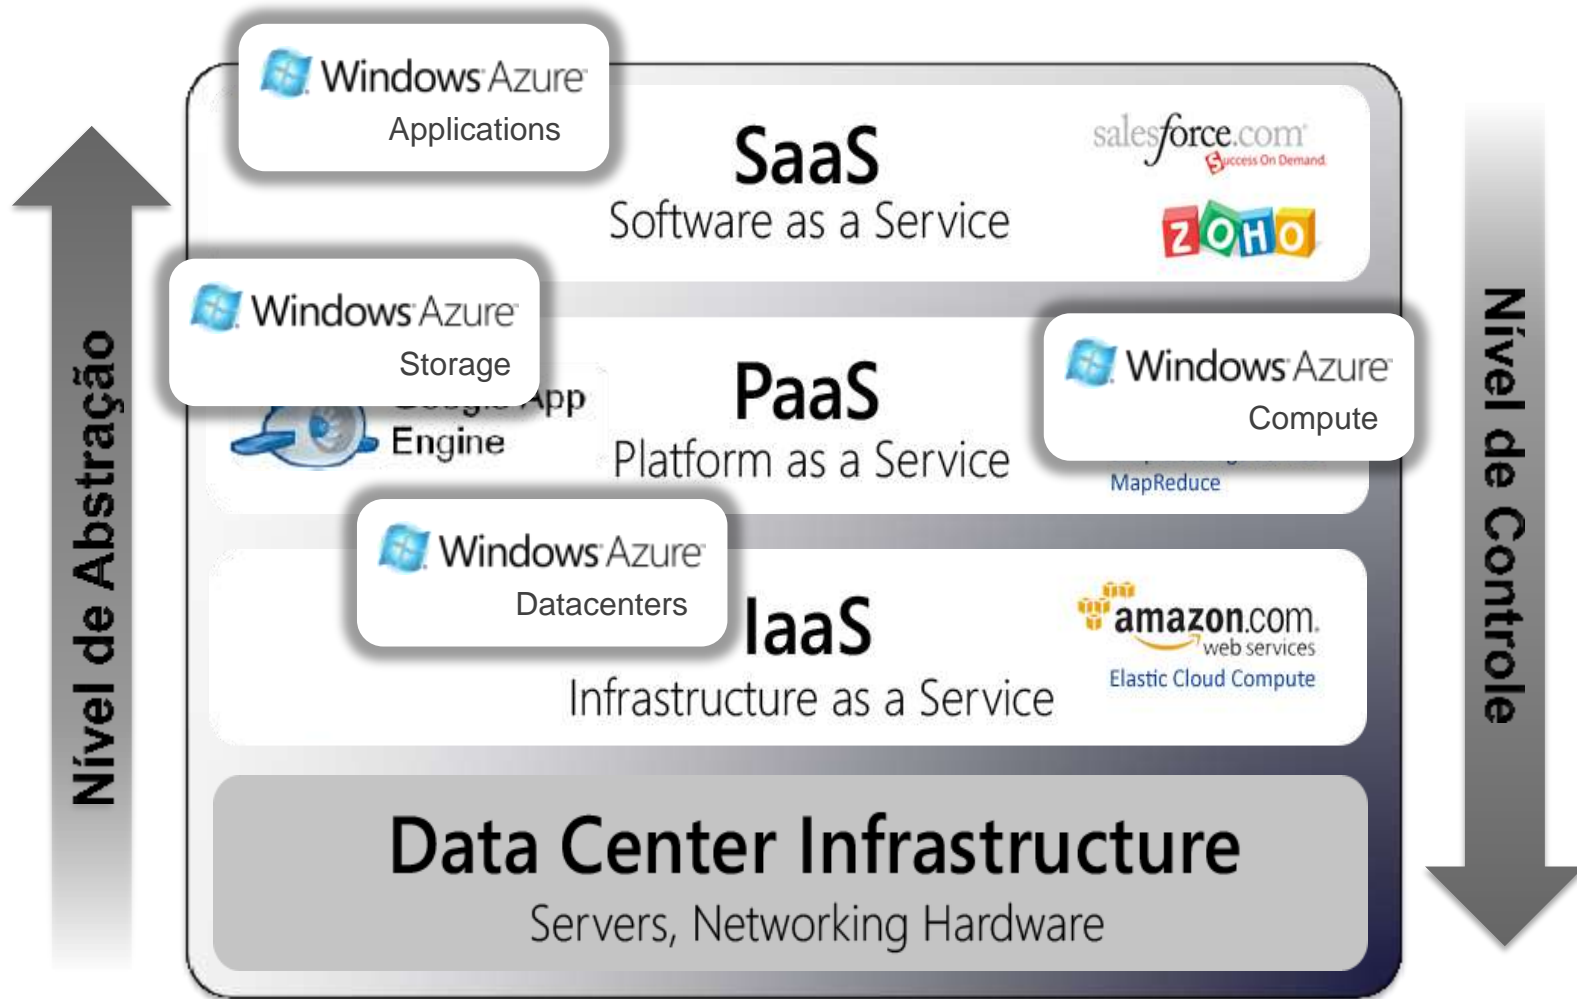 Windows Azure
Applications
SaaS
Software as a Service
salesforce.com
Success On Demand
ZOHO
Nível de Abstração
Nível de Controle
Windows Azure
Storage
App
Engine
PaaS
Platform as a Service
Windows Azure
Compute
MapReduce
Windows Azure
Datacenters
IaaS
Infrastructure as a Service
amazon.com.
web services
Elastic Cloud Compute
Data Center Infrastructure
Servers, Networking Hardware